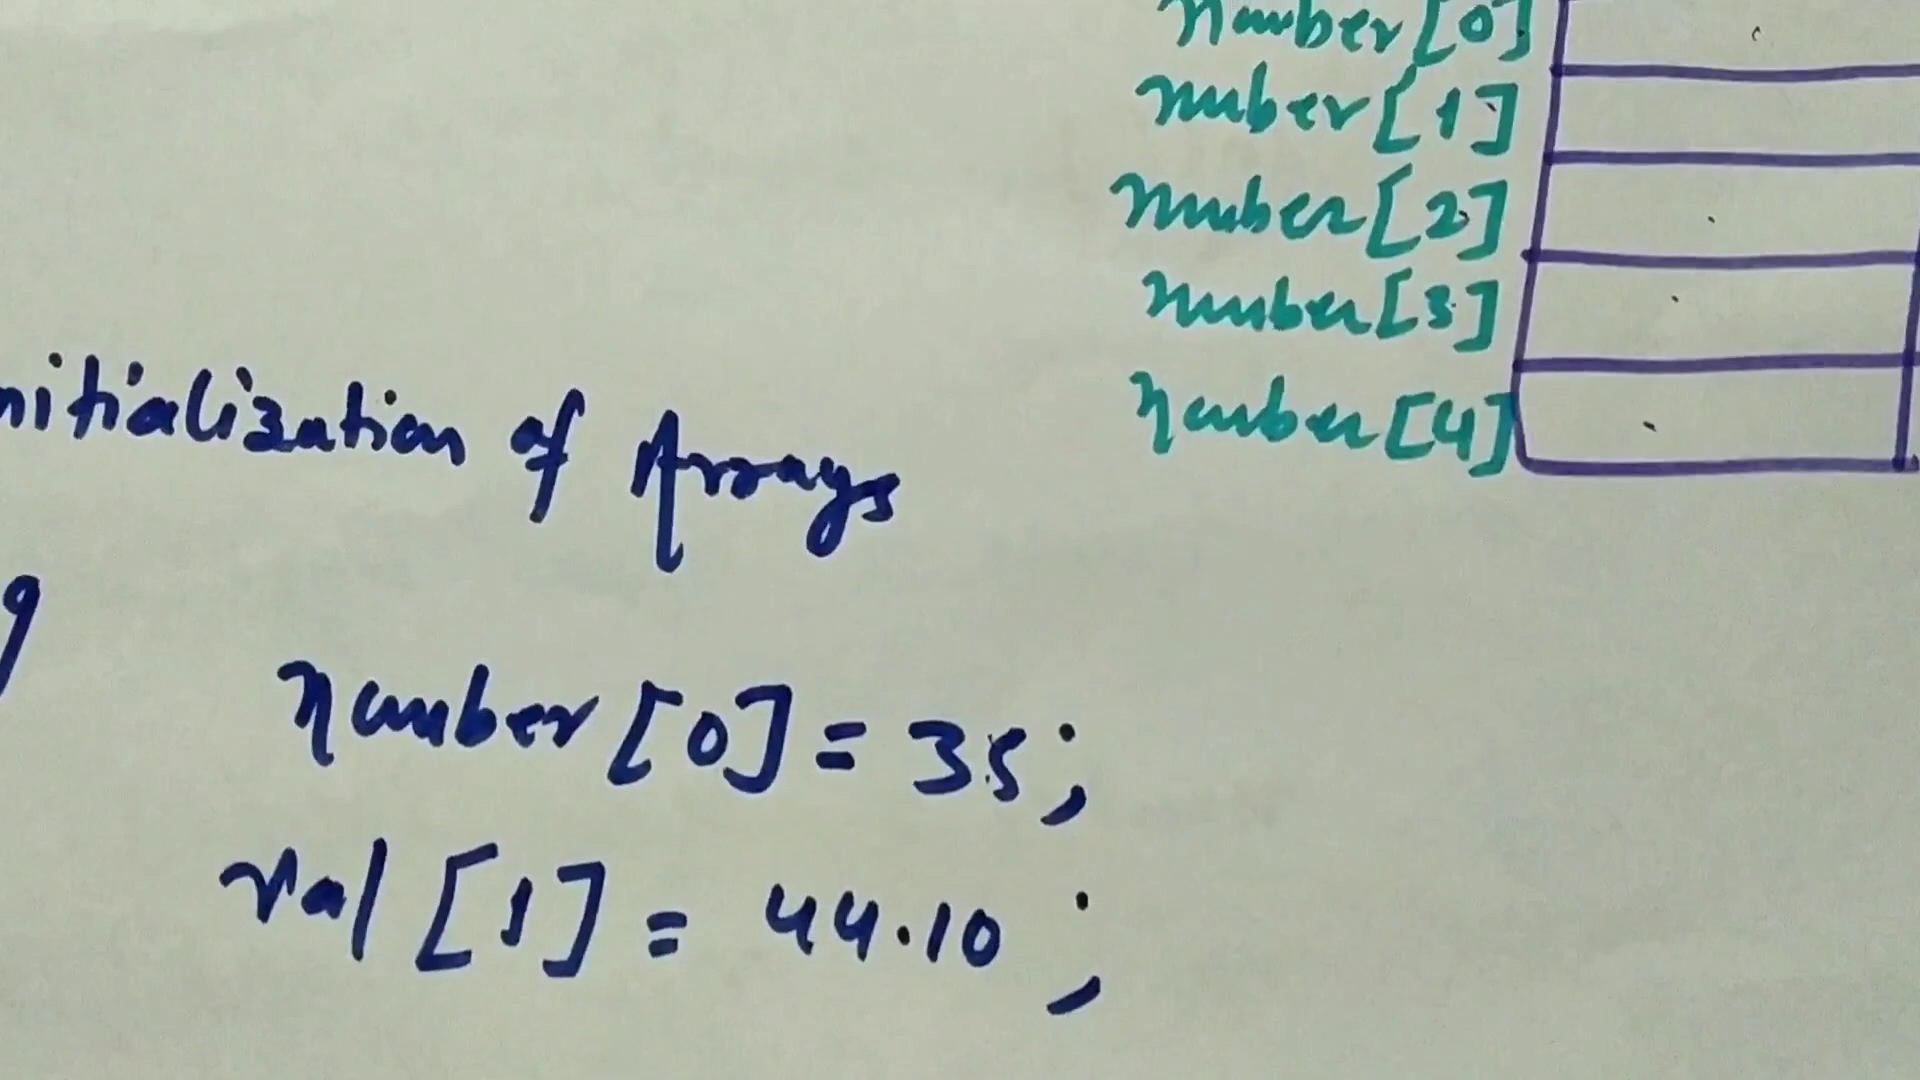 number[0]
number[1]
number[2]
number[3]
number[4]
nitialization of Arrays
number[0] = 35;
val[1] = 44.10;